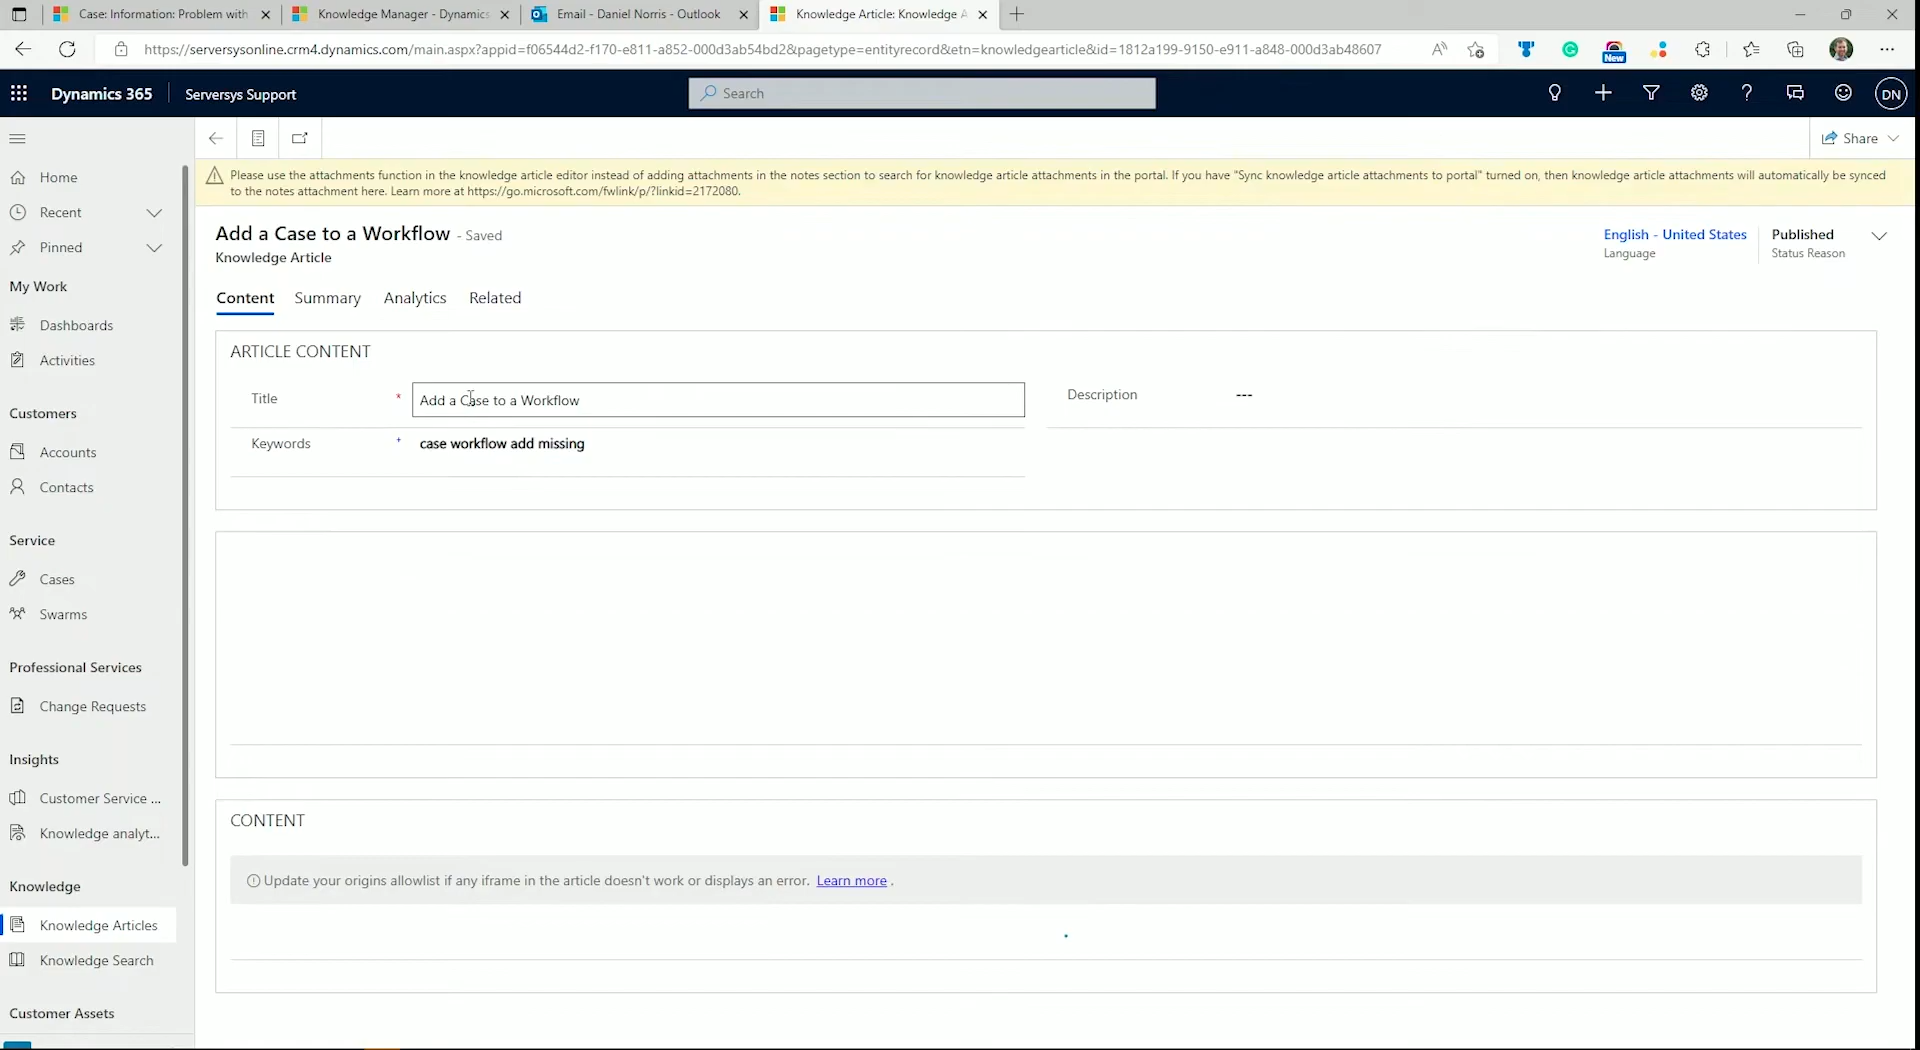 Case: Information: Problem with
Knowledge Manager - Dynamics
Email - Daniel Norris - Outlook
Knowledge Article: Knowledge A
https://serversysonline.crm4.dynamics.com/main.aspx?appid=f06544d2-f170-e811-a852-000d3ab54bd2&pagetype=entityrecord&etn=knowledgearticle&id=1812a199-9150-e911-a848-000d3ab48607
New
Dynamics 365
Serversys Support
Search
DN
Share
Please use the attachments function in the knowledge article editor instead of adding attachments in the notes section to search for knowledge article attachments in the portal. If you have "Sync knowledge article attachments to portal" turned on, then knowledge article attachments will automatically be synced
to the notes attachment here. Learn more at https://go.microsoft.com/fwlink/p/?linkid=2172080.
Home
Recent
Pinned
My Work
Dashboards
Activities
Customers
Accounts
Contacts
Service
Cases
Swarms
Professional Services
Change Requests
Insights
Customer Service ...
Knowledge analyt...
Knowledge
Knowledge Articles
Knowledge Search
Customer Assets
Add a Case to a Workflow - Saved
Knowledge Article
English - United States
Language
Published
Status Reason
Content
Summary
Analytics
Related
ARTICLE CONTENT
Title * Add a Case to a Workflow
Description ---
Keywords + case workflow add missing
CONTENT
Update your origins allowlist if any iframe in the article doesn't work or displays an error. Learn more .